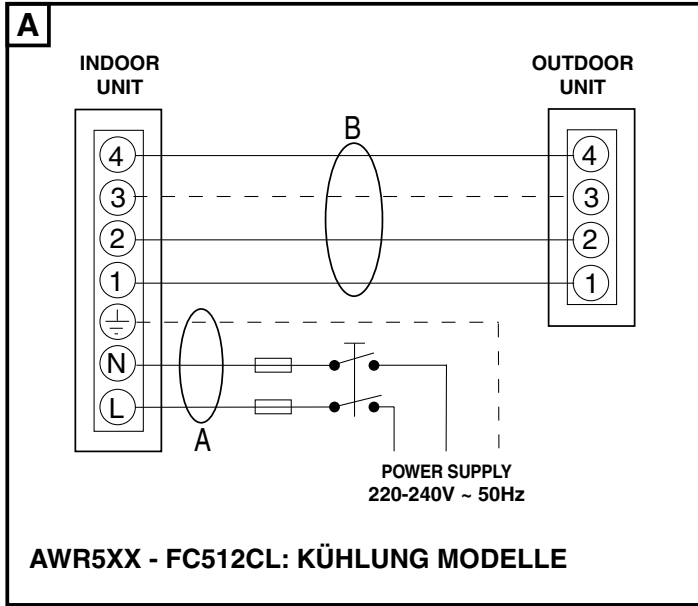 A
INDOOR
UNIT
OUTDOOR
UNIT
B
4
4
3
3
2
2
1
1
N
L
A
POWER SUPPLY
220-240V ~ 50Hz
AWR5XX - FC512CL: KÜHLUNG MODELLE